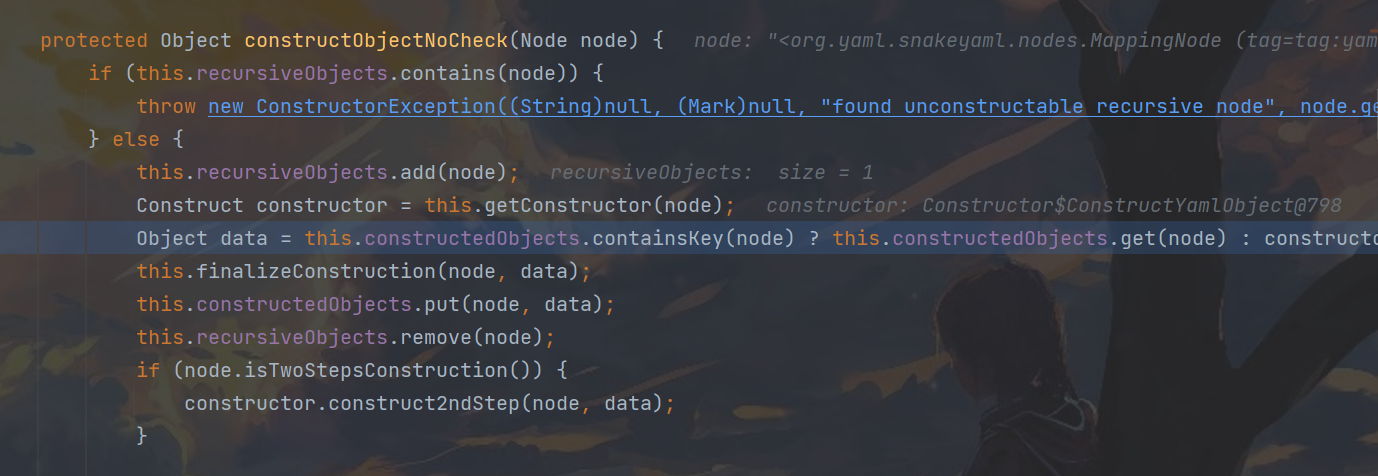 protected Object constructObjectNoCheck(Node node) {   node: "<org.yaml.snakeyaml.nodes.MappingNode (tag=tag:yam
if (this.recursiveObjects.contains(node)) {
throw new ConstructorException((String)null, (Mark)null, "found unconstructable recursive node", node.ge
} else {
this.recursiveObjects.add(node);   recursiveObjects:  size = 1
Construct constructor = this.getConstructor(node);   constructor: Constructor$ConstructYamlObject@798
Object data = this.constructedObjects.containsKey(node) ? this.constructedObjects.get(node) : constructo
this.finalizeConstruction(node, data);
this.constructedObjects.put(node, data);
this.recursiveObjects.remove(node);
if (node.isTwoStepsConstruction()) {
constructor.construct2ndStep(node, data);
}